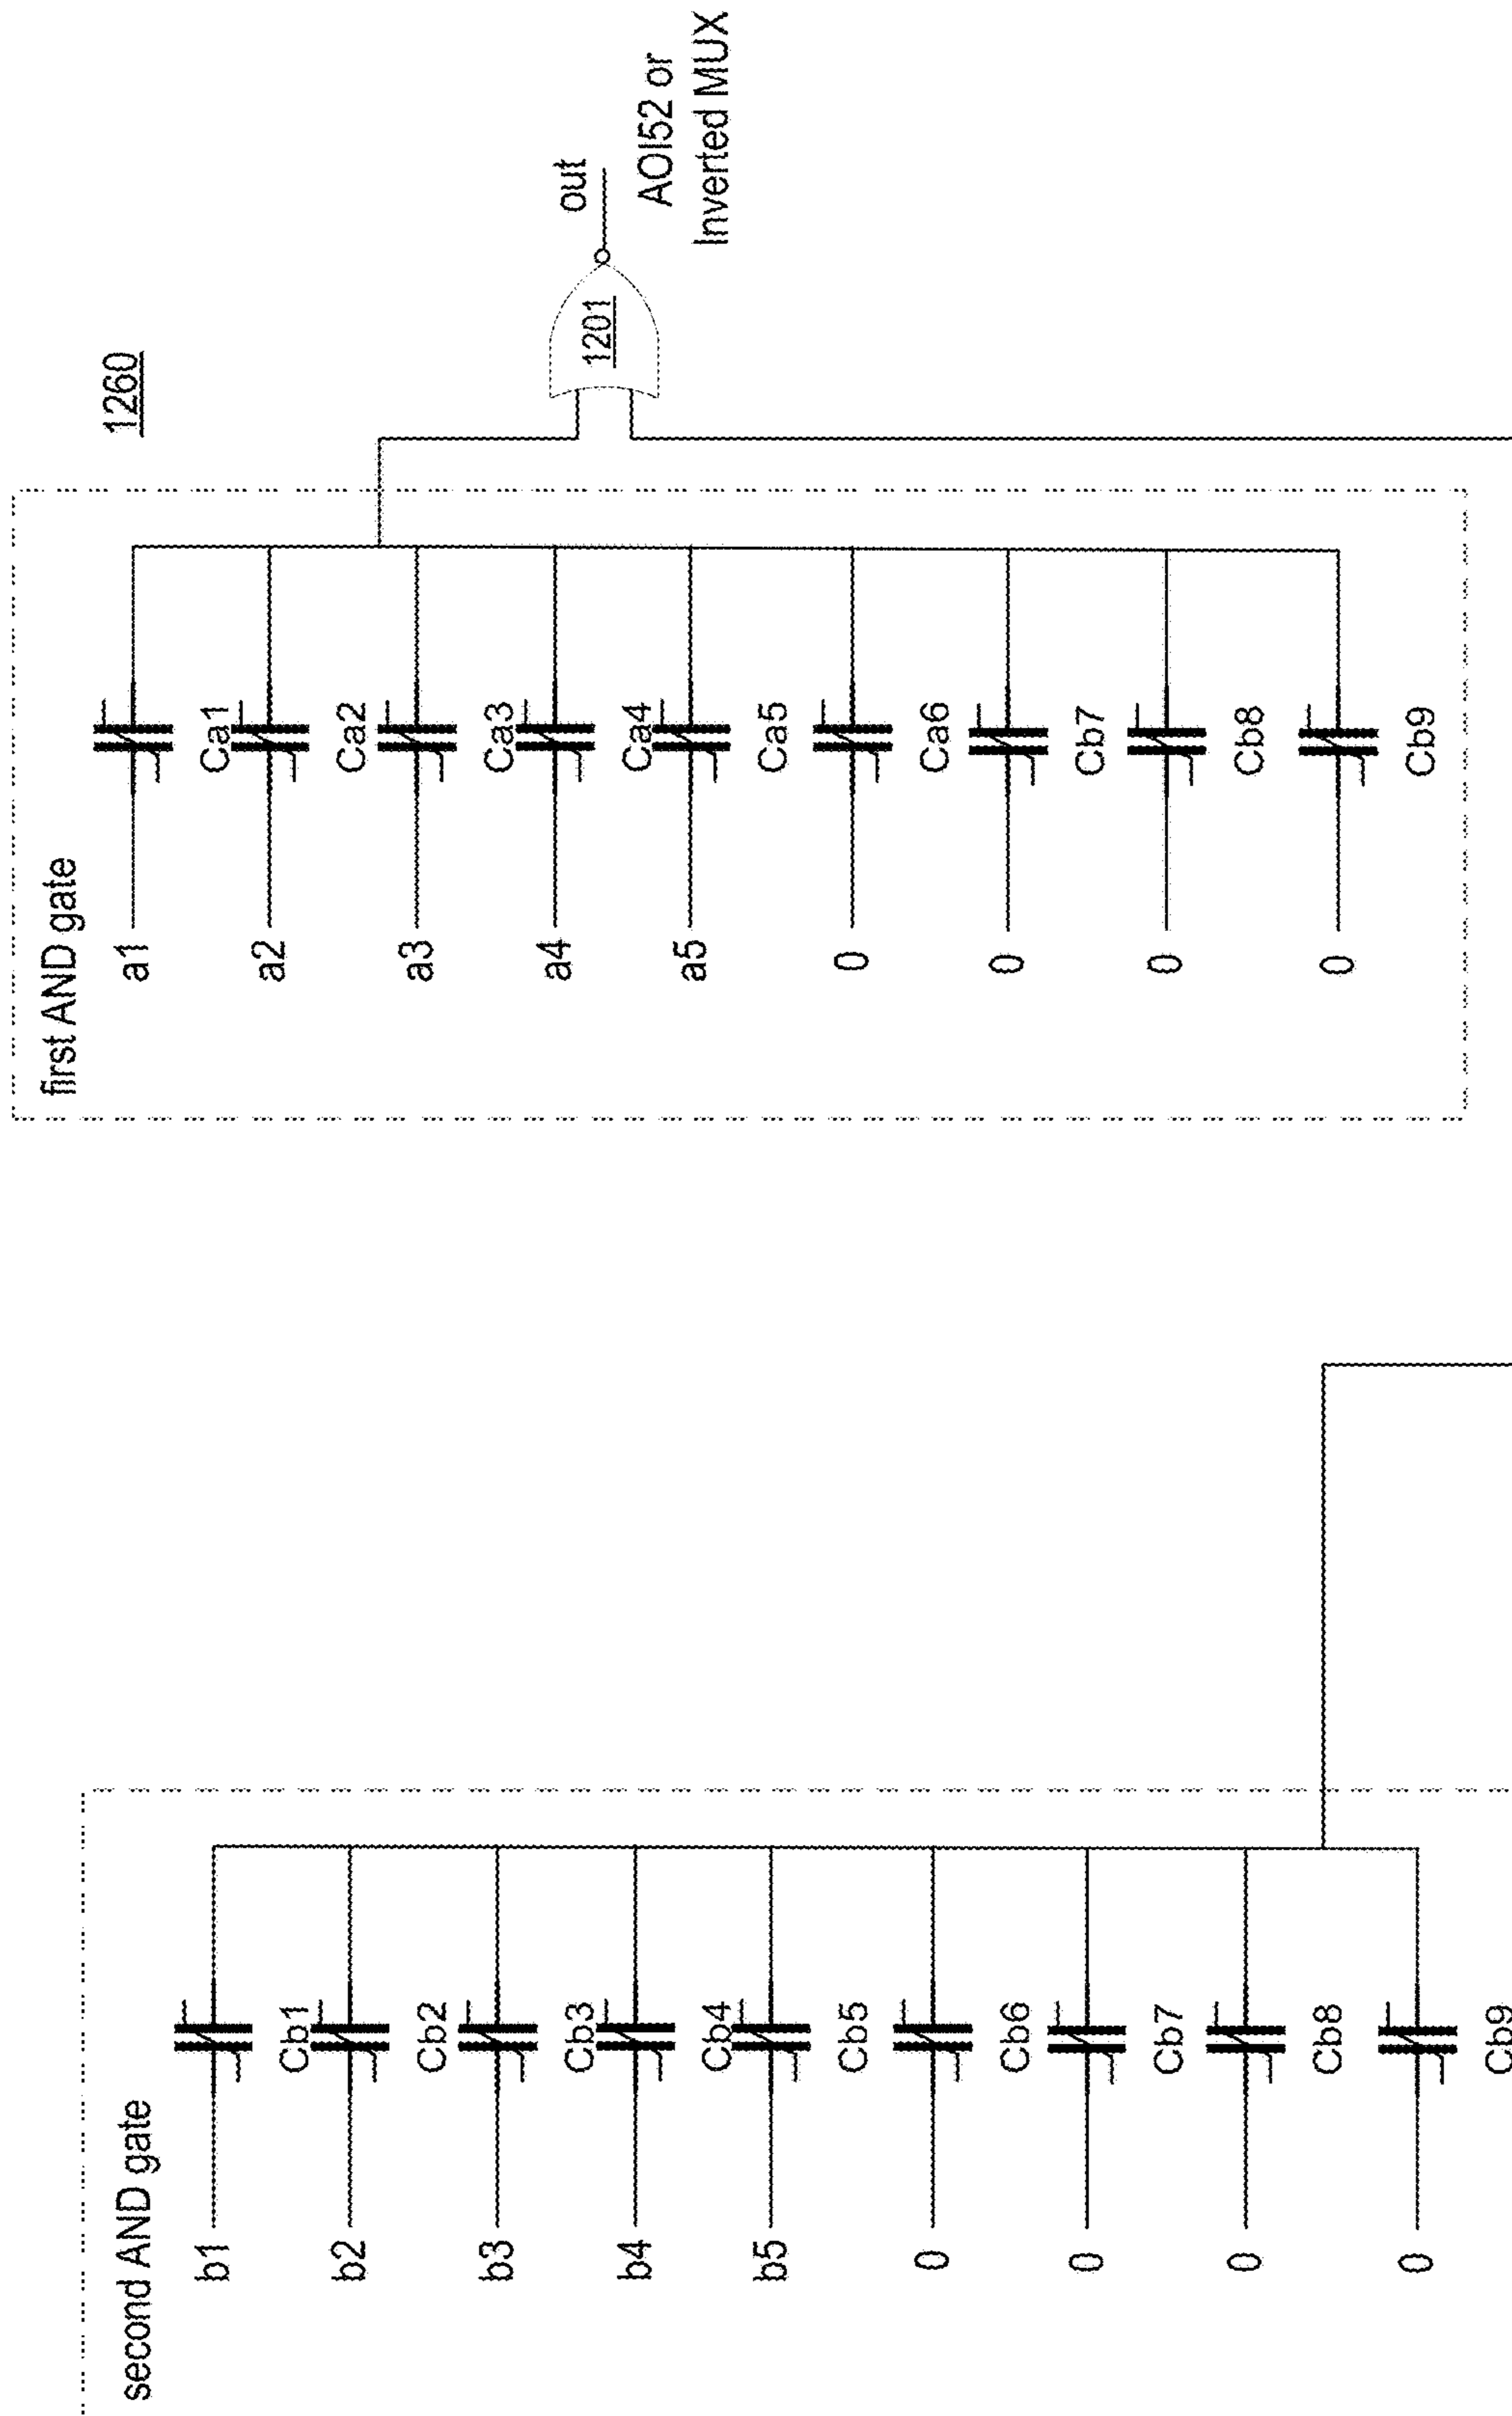 1260
first AND gate
a1
Ca1
a2
Ca2
a3
Ca3
a4
Ca4
a5
Ca5
0
Ca6
0
Cb7
0
Cb8
0
Cb9
1201
out
AOI52 or
Inverted MUX
second AND gate
b1
Cb1
b2
Cb2
b3
Cb3
b4
Cb4
b5
Cb5
0
Cb6
0
Cb7
0
Cb8
0
Cb9